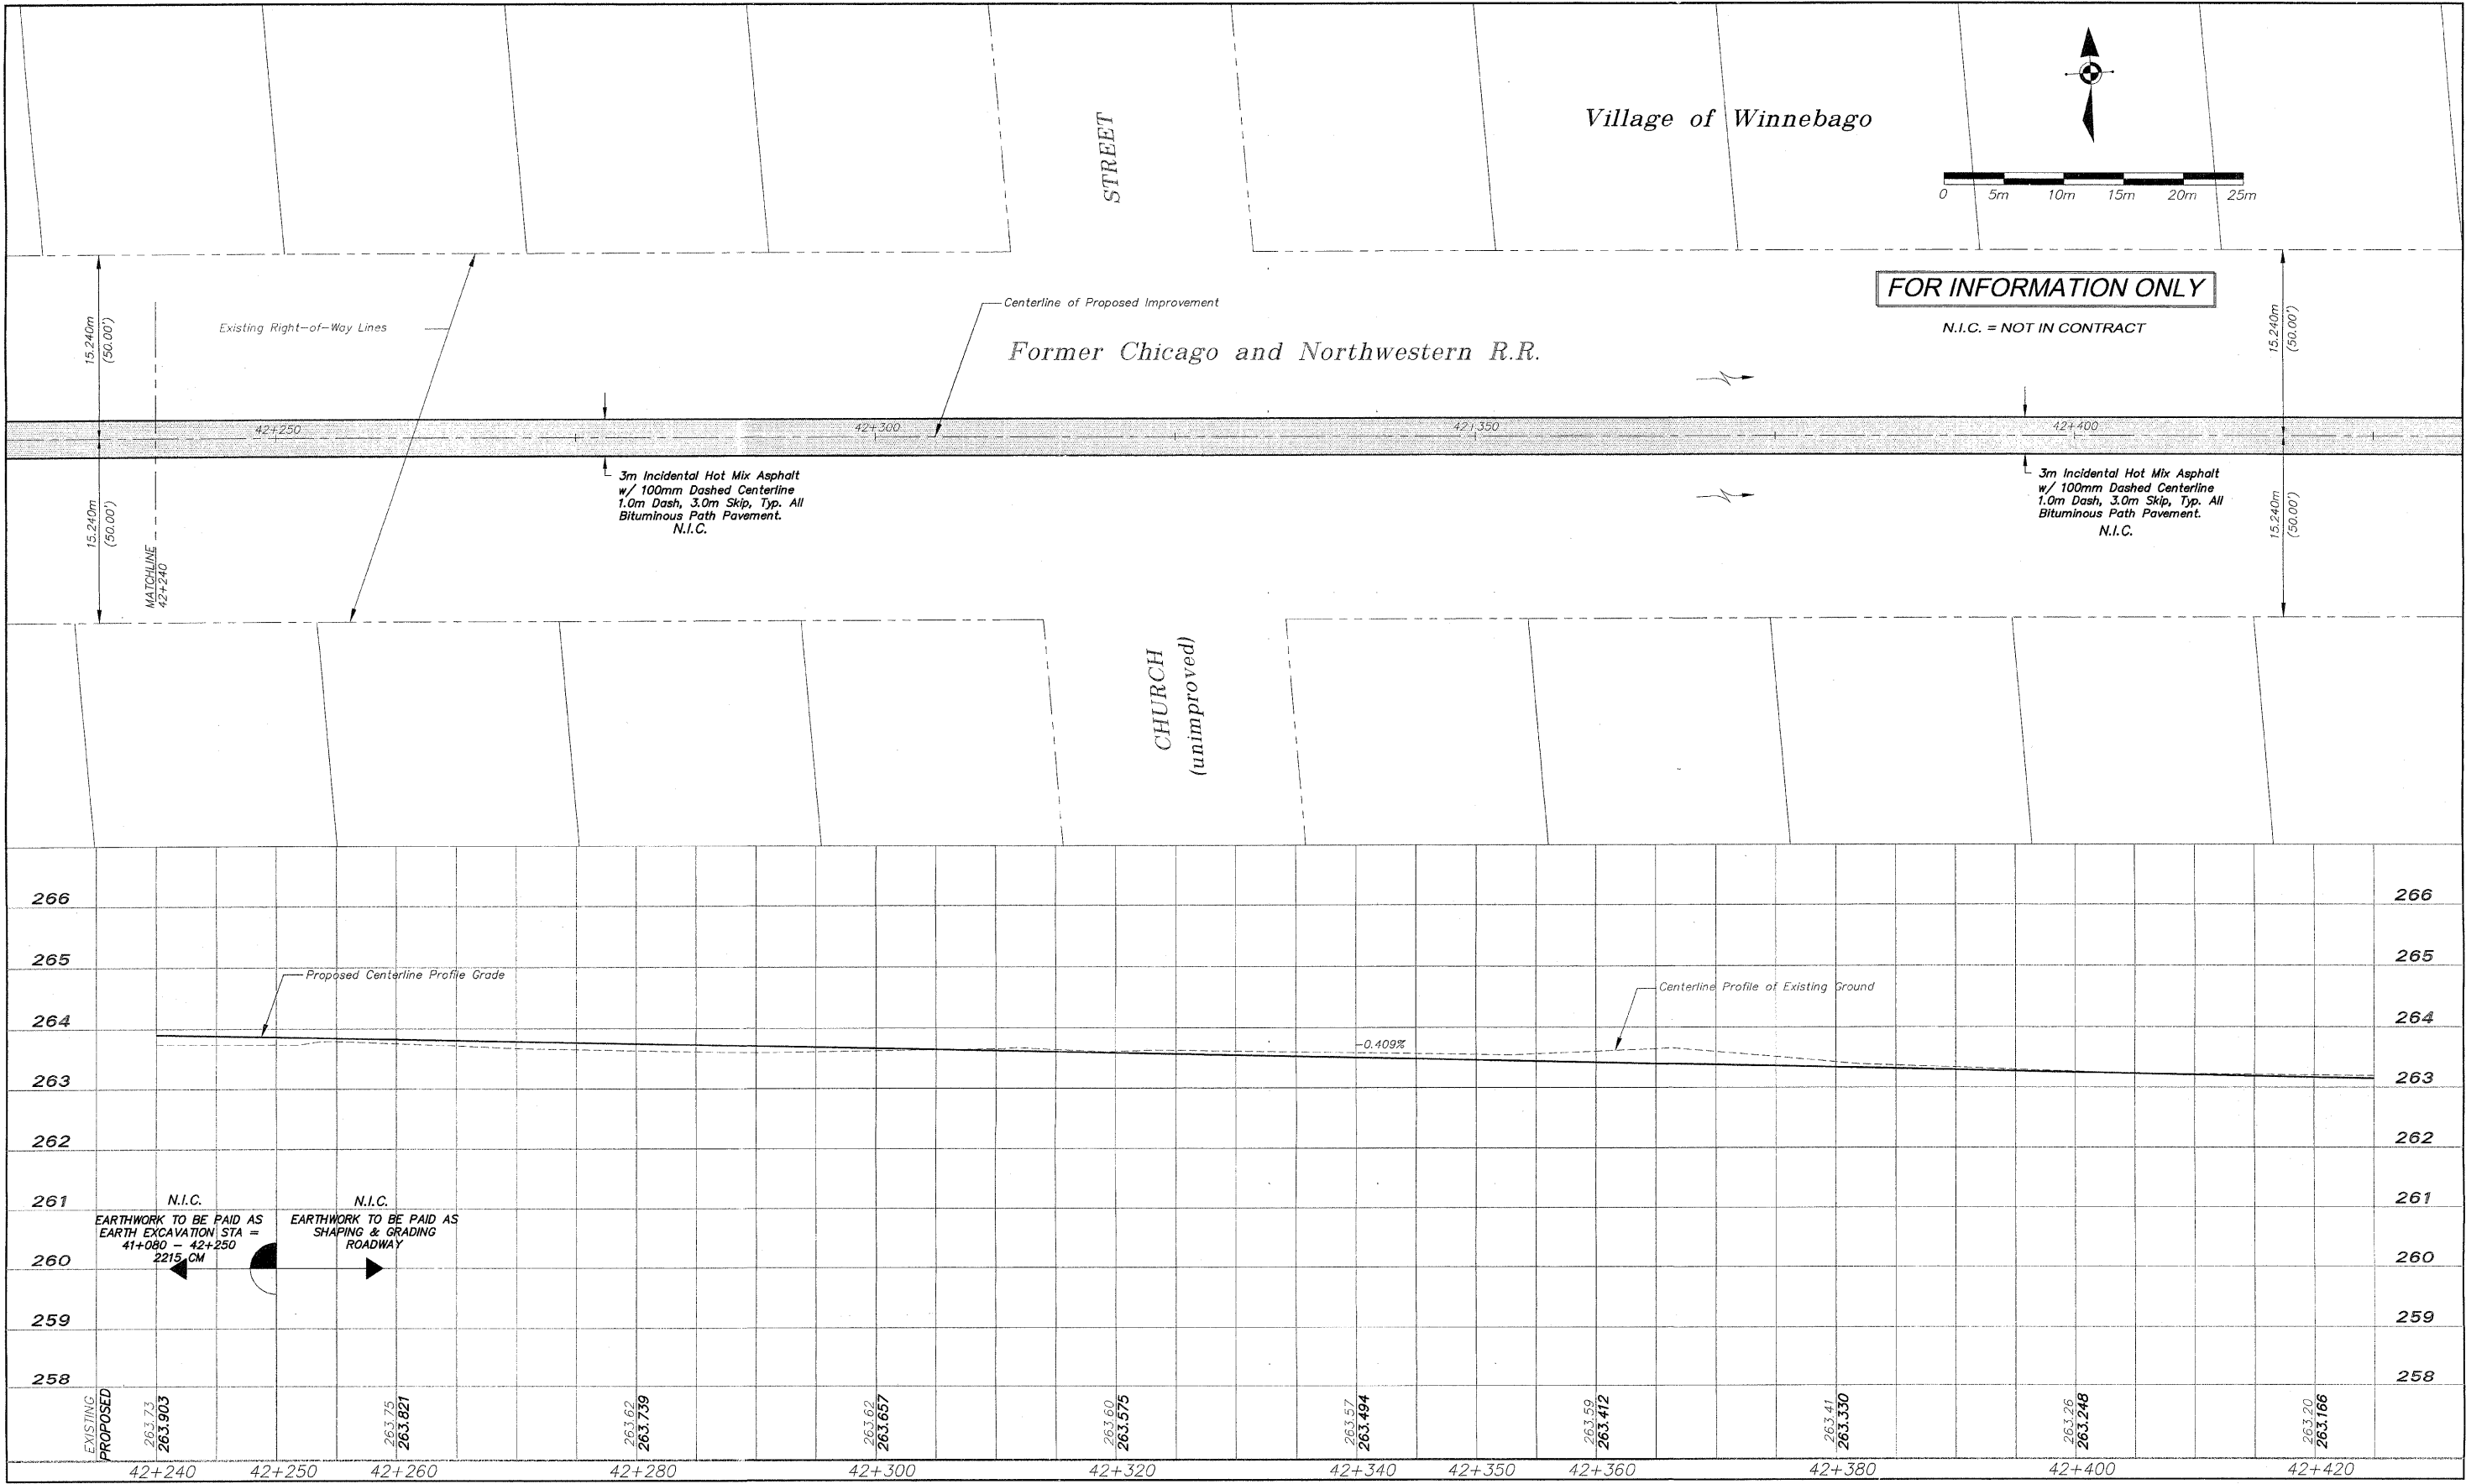 STREET
Village of Winnebago
0 5m 10m 15m 20m 25m
FOR INFORMATION ONLY
N.I.C. = NOT IN CONTRACT
15.240m
(50.00')
Existing Right-of-Way Lines
Centerline of Proposed Improvement
Former Chicago and Northwestern R.R.
15.240m
(50.00')
42+250
42+300
42+350
42+400
15.240m
(50.00')
MATCHLINE
42+240
3m Incidental Hot Mix Asphalt
w/ 100mm Dashed Centerline
1.0m Dash, 3.0m Skip, Typ. All
Bituminous Path Pavement.
N.I.C.
3m Incidental Hot Mix Asphalt
w/ 100mm Dashed Centerline
1.0m Dash, 3.0m Skip, Typ. All
Bituminous Path Pavement.
N.I.C.
15.240m
(50.00')
CHURCH
(unimproved)
266 266
265 265
Proposed Centerline Profile Grade
Centerline Profile of Existing Ground
264 264
-0.409%
263 263
262 262
261 261
N.I.C.
EARTHWORK TO BE PAID AS
EARTH EXCAVATION STA =
41+080 - 42+250
2215 CM
N.I.C.
EARTHWORK TO BE PAID AS
SHAPING & GRADING
ROADWAY
260 260
259 259
258 258
EXISTING
PROPOSED
263.73
263.903
263.75
263.821
263.62
263.739
263.62
263.657
263.60
263.575
263.57
263.494
263.59
263.412
263.41
263.330
263.26
263.248
263.20
263.166
42+240 42+250 42+260 42+280 42+300 42+320 42+340 42+350 42+360 42+380 42+400 42+420